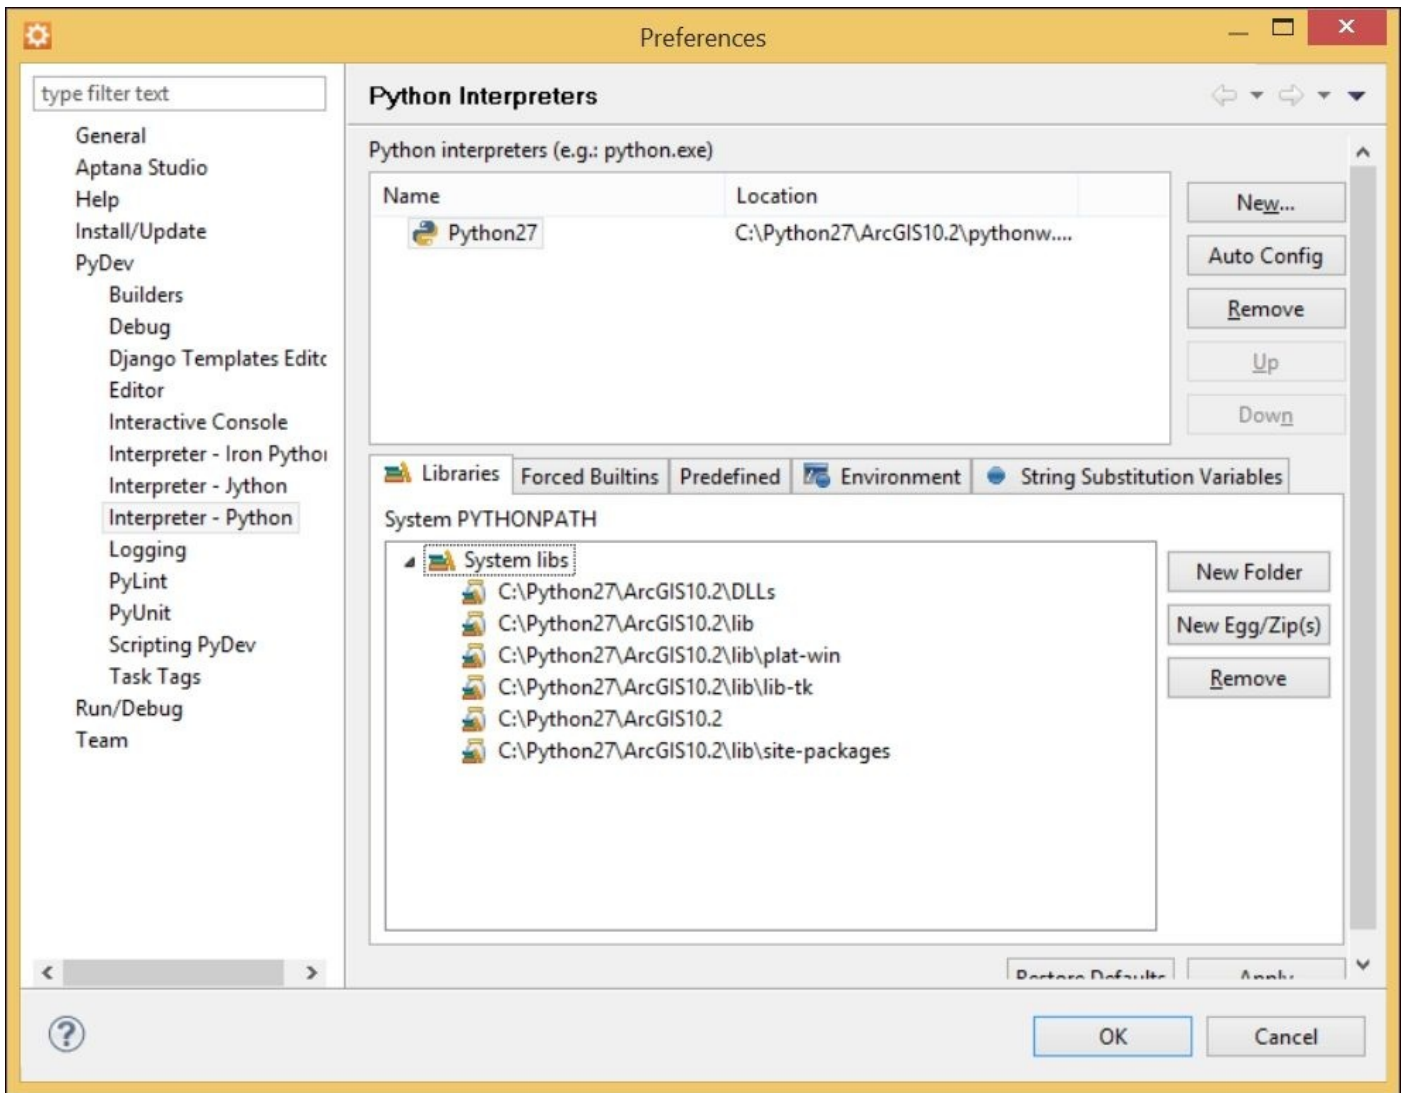 Preferences
type filter text
General
Aptana Studio
Help
Install/Update
PyDev
Builders
Debug
Django Templates Editc
Editor
Interactive Console
Interpreter - Iron Pythoi
Interpreter - Jython
Interpreter - Python
Logging
PyLint
PyUnit
Scripting PyDev
Task Tags
Run/Debug
Team
Python Interpreters
Python interpreters (e.g.: python.exe)
Name Location
Python27 C:\Python27\ArcGIS10.2\pythonw....
New...
Auto Config
Remove
Up
Down
Libraries Forced Builtins Predefined Environment String Substitution Variables
System PYTHONPATH
System libs
C:\Python27\ArcGIS10.2\DLLs
C:\Python27\ArcGIS10.2\lib
C:\Python27\ArcGIS10.2\lib\plat-win
C:\Python27\ArcGIS10.2\lib\lib-tk
C:\Python27\ArcGIS10.2
C:\Python27\ArcGIS10.2\lib\site-packages
New Folder
New Egg/Zip(s)
Remove
Restore Defaults Apply
OK Cancel